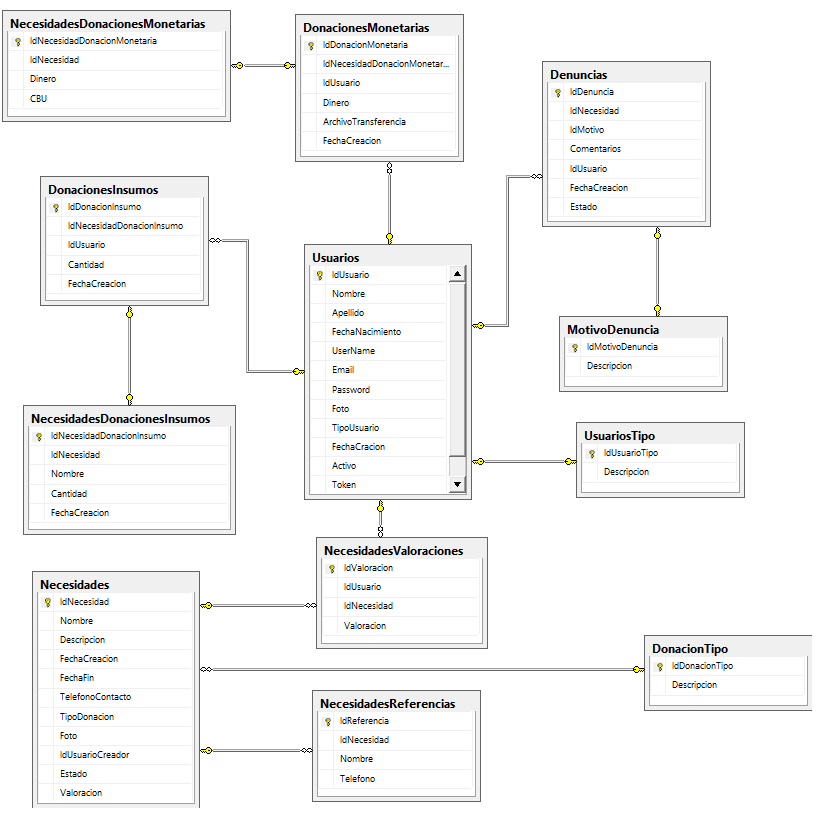 NecesidadesDonacionesMonetarias
IdNecesidadDonacionMonetaria
IdNecesidad
Dinero
CBU
DonacionesMonetarias
IdDonacionMonetaria
IdNecesidadDonacionMonetar...
IdUsuario
Dinero
ArchivoTransferencia
FechaCreacion
Denuncias
IdDenuncia
IdNecesidad
IdMotivo
Comentarios
IdUsuario
FechaCreacion
Estado
DonacionesInsumos
IdDonacionInsumo
IdNecesidadDonacionInsumo
IdUsuario
Cantidad
FechaCreacion
Usuarios
IdUsuario
Nombre
Apellido
FechaNacimiento
UserName
Email
Password
Foto
TipoUsuario
FechaCracion
Activo
Token
MotivoDenuncia
IdMotivoDenuncia
Descripcion
NecesidadesDonacionesInsumos
IdNecesidadDonacionInsumo
IdNecesidad
Nombre
Cantidad
FechaCreacion
UsuariosTipo
IdUsuarioTipo
Descripcion
NecesidadesValoraciones
IdValoracion
IdUsuario
IdNecesidad
Valoracion
Necesidades
IdNecesidad
Nombre
Descripcion
FechaCreacion
FechaFin
TelefonoContacto
TipoDonacion
Foto
IdUsuarioCreador
Estado
Valoracion
DonacionTipo
IdDonacionTipo
Descripcion
NecesidadesReferencias
IdReferencia
IdNecesidad
Nombre
Telefono